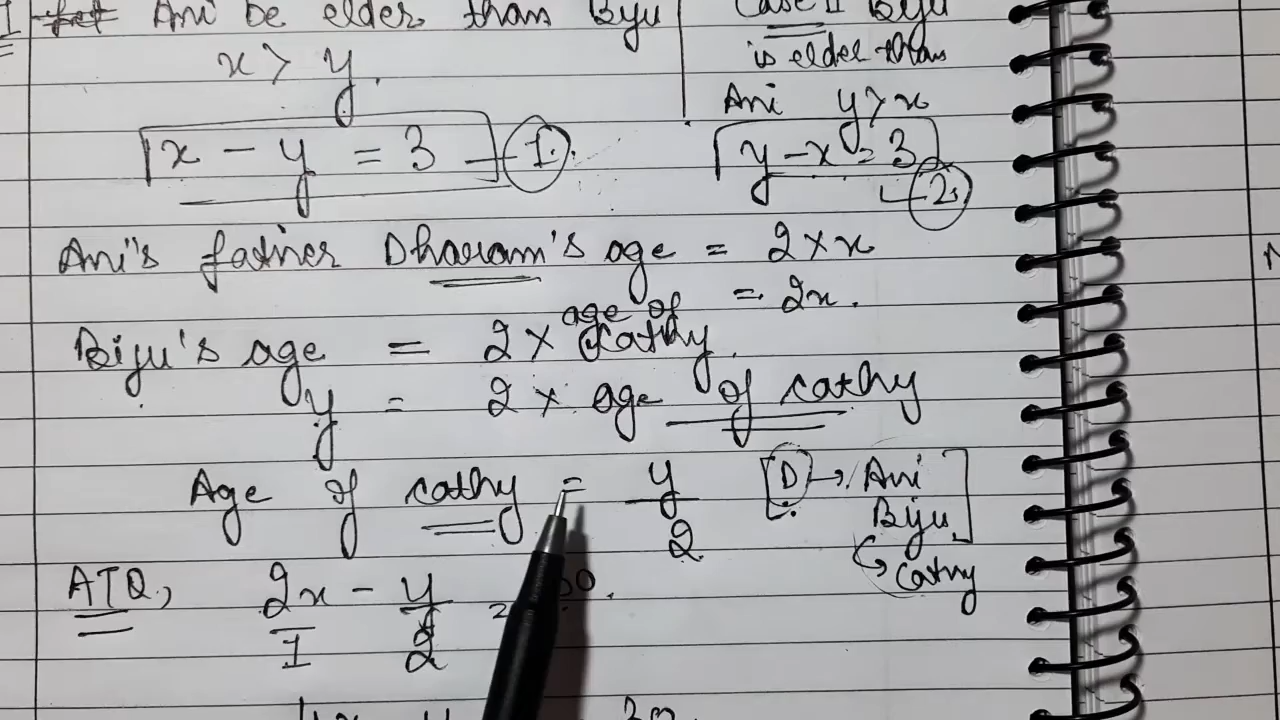 I Let Ani be elder than Biju
x > y.
x - y = 3 - 1.
Case II Biju
is elder than
Ani y > x
y - x = 3
- 2.
Ani's father Dharam's age = 2 × x
= 2x.
Biju's age = 2 × age of Cathy.
y = 2 × age of cathy
Age of cathy = y/2
[D → Ani
Biju]
→ Cathy
ATQ, 2x/1 - y/2 =